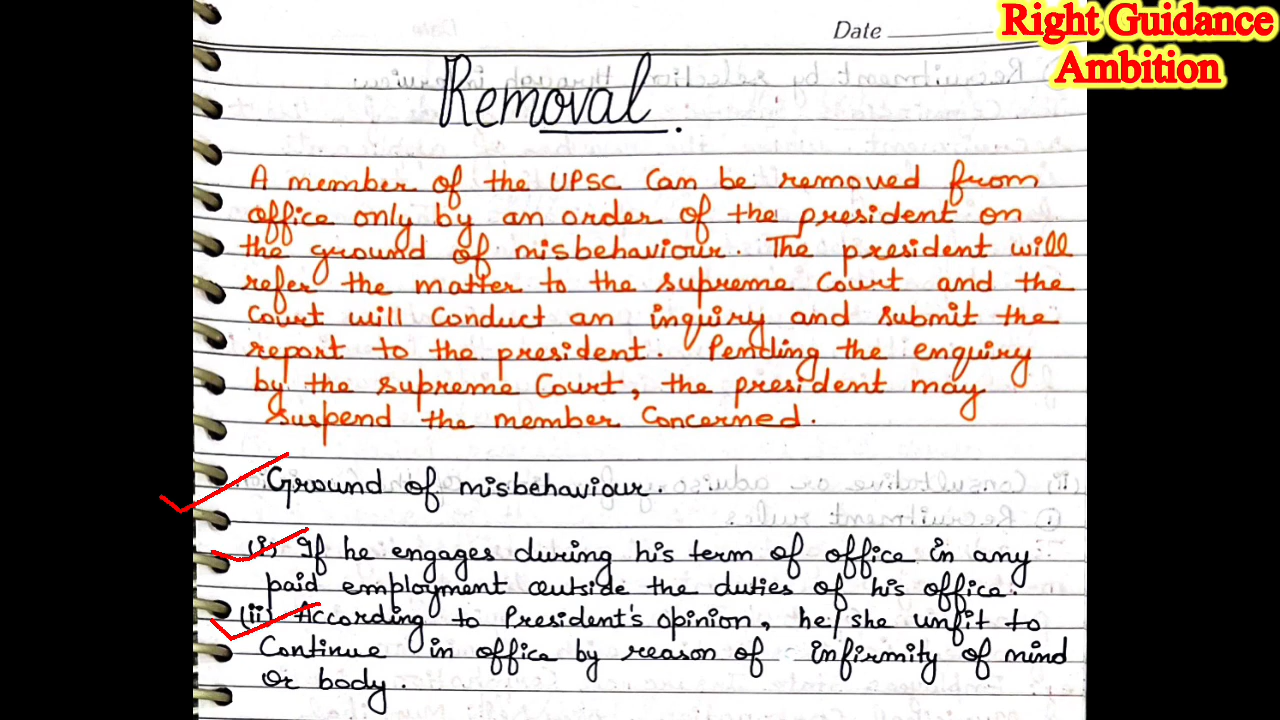 Right Guidance
Ambition
Date
Removal.
A member of the UPSC can be removed from
office only by an order of the president on
the ground of misbehaviour. The president will
refer the matter to the supreme Court and the
Court will conduct an inquiry and submit the
report to the president. Pending the enquiry
by the supreme Court, the president may
suspend the member Concerned.
Ground of misbehaviour.
(i) If he engages during his term of office in any
paid employment outside the duties of his office.
(ii) According to President's opinion, he/she unfit to
Continue in office by reason of infirmity of mind
or body.